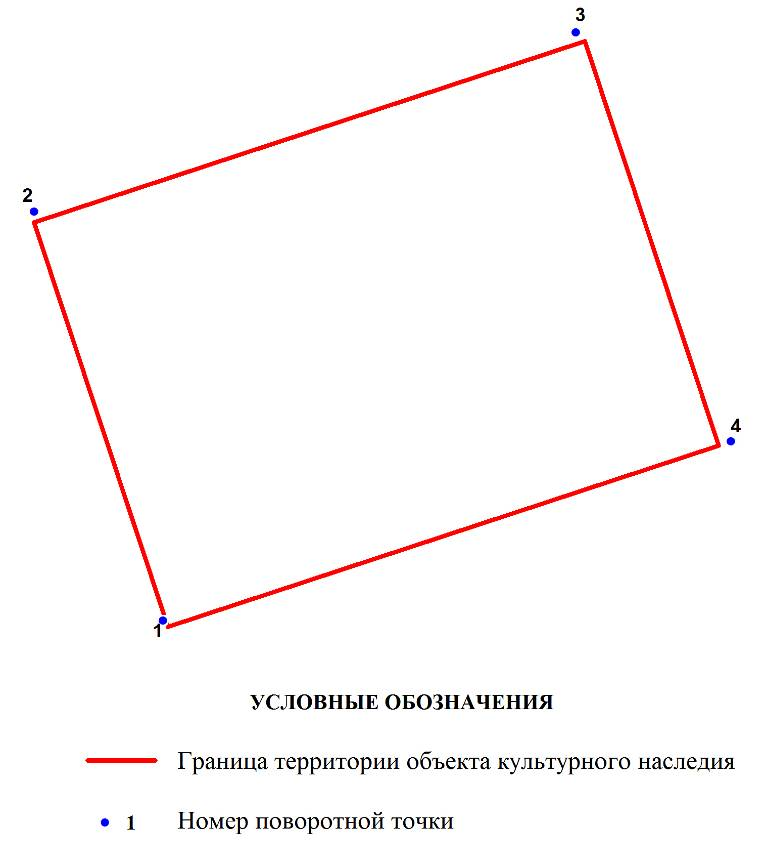 3
2
4
1
УСЛОВНЫЕ ОБОЗНАЧЕНИЯ
Граница территории объекта культурного наследия
1 Номер поворотной точки